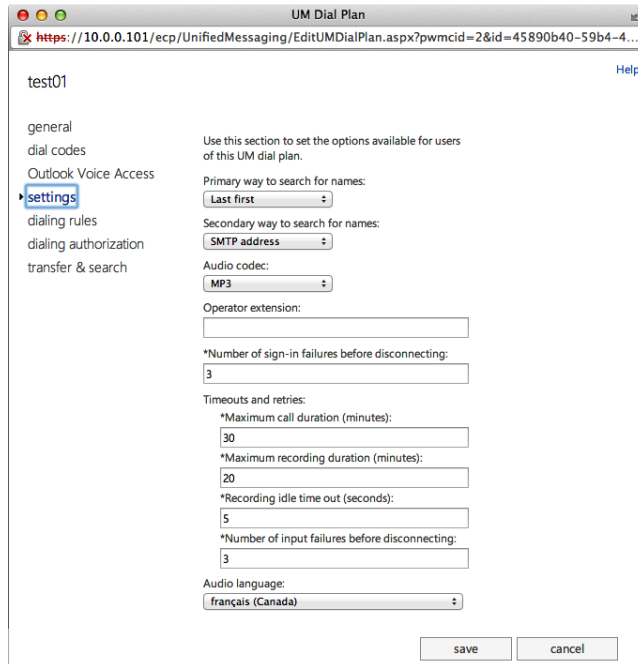 UM Dial Plan
https://10.0.0.101/ecp/UnifiedMessaging/EditUMDialPlan.aspx?pwmcid=2&id=45890b40-59b4-4...
Help
test01
general
dial codes
Outlook Voice Access
settings
dialing rules
dialing authorization
transfer & search
Use this section to set the options available for users
of this UM dial plan.
Primary way to search for names:
Last first
Secondary way to search for names:
SMTP address
Audio codec:
MP3
Operator extension:
*Number of sign-in failures before disconnecting:
3
Timeouts and retries:
*Maximum call duration (minutes):
30
*Maximum recording duration (minutes):
20
*Recording idle time out (seconds):
5
*Number of input failures before disconnecting:
3
Audio language:
français (Canada)
save
cancel